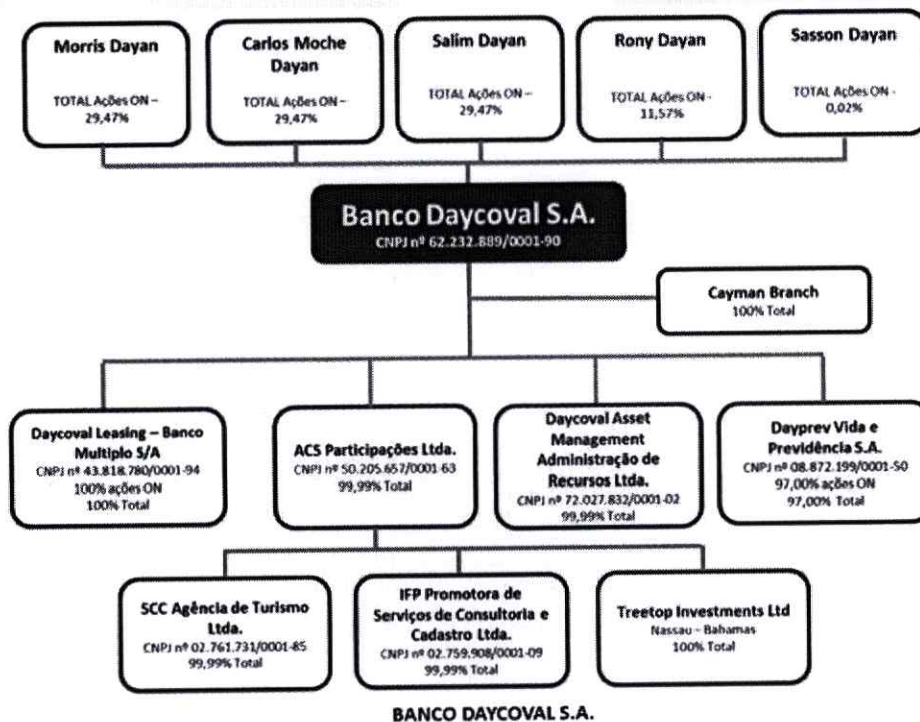 Morris Dayan
TOTAL Ações ON –
29,47%
Carlos Moche
Dayan
TOTAL Ações ON –
29,47%
Salim Dayan
TOTAL Ações ON –
29,47%
Rony Dayan
TOTAL Ações ON -
11,57%
Sasson Dayan
TOTAL Ações ON -
0,02%
Banco Daycoval S.A.
CNPJ nº 62.232.889/0001-90
Cayman Branch
100% Total
Daycoval Leasing – Banco
Multiplo S/A
CNPJ nº 43.818.780/0001-94
100% ações ON
100% Total
ACS Participações Ltda.
CNPJ nº 50.205.657/0001-63
99,99% Total
Daycoval Asset
Management
Administração de
Recursos Ltda.
CNPJ nº 72.027.832/0001-02
99,99% Total
Dayprev Vida e
Previdência S.A.
CNPJ nº 08.872.199/0001-50
97,00% ações ON
97,00% Total
SCC Agência de Turismo
Ltda.
CNPJ nº 02.761.731/0001-85
99,99% Total
IFP Promotora de
Serviços de Consultoria e
Cadastro Ltda.
CNPJ nº 02.759.908/0001-09
99,99% Total
Treetop Investments Ltd
Nassau – Bahamas
100% Total
BANCO DAYCOVAL S.A.